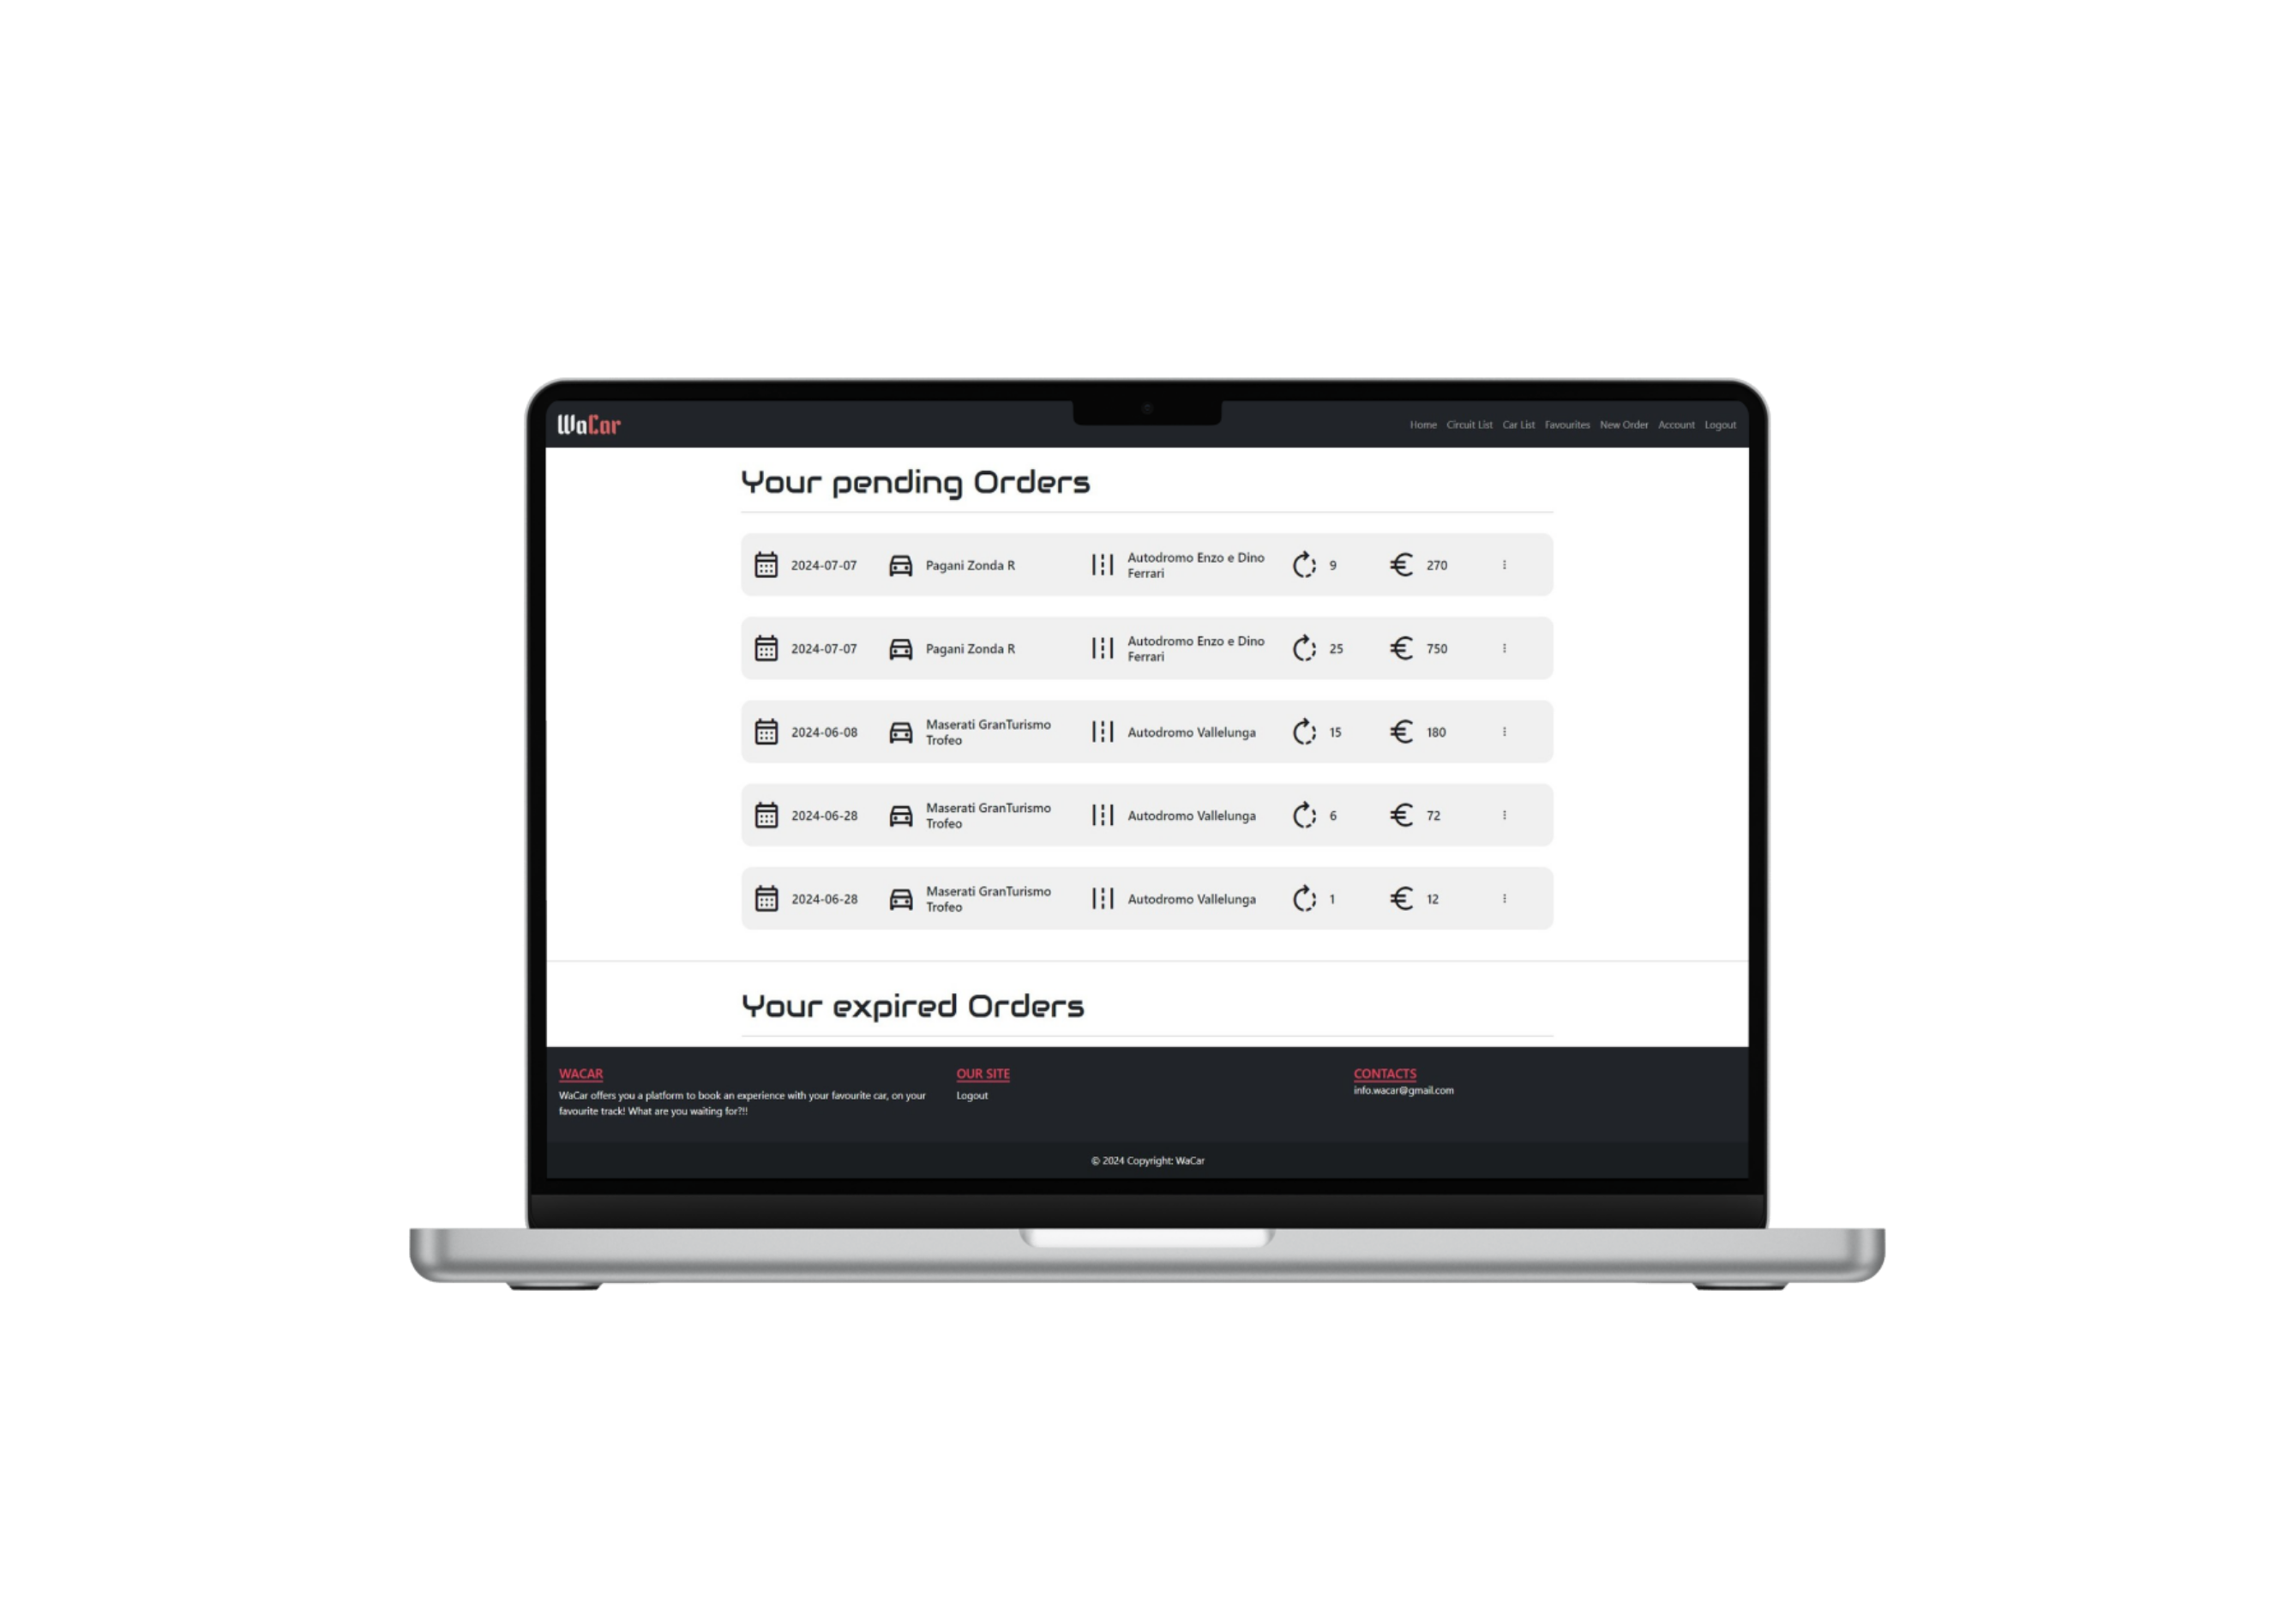 WaCar
Home Circuit List Car List Favourites New Order Account Logout
Your pending Orders
2024-07-07 Pagani Zonda R Autodromo Enzo e Dino
Ferrari 9 € 270
2024-07-07 Pagani Zonda R Autodromo Enzo e Dino
Ferrari 25 € 750
2024-06-08 Maserati GranTurismo
Trofeo Autodromo Vallelunga 15 € 180
2024-06-28 Maserati GranTurismo
Trofeo Autodromo Vallelunga 6 € 72
2024-06-28 Maserati GranTurismo
Trofeo Autodromo Vallelunga 1 € 12
Your expired Orders
WACAR
WaCar offers you a platform to book an experience with your favourite car, on your
favourite track! What are you waiting for?!!
OUR SITE
Logout
CONTACTS
info.wacar@gmail.com
© 2024 Copyright: WaCar